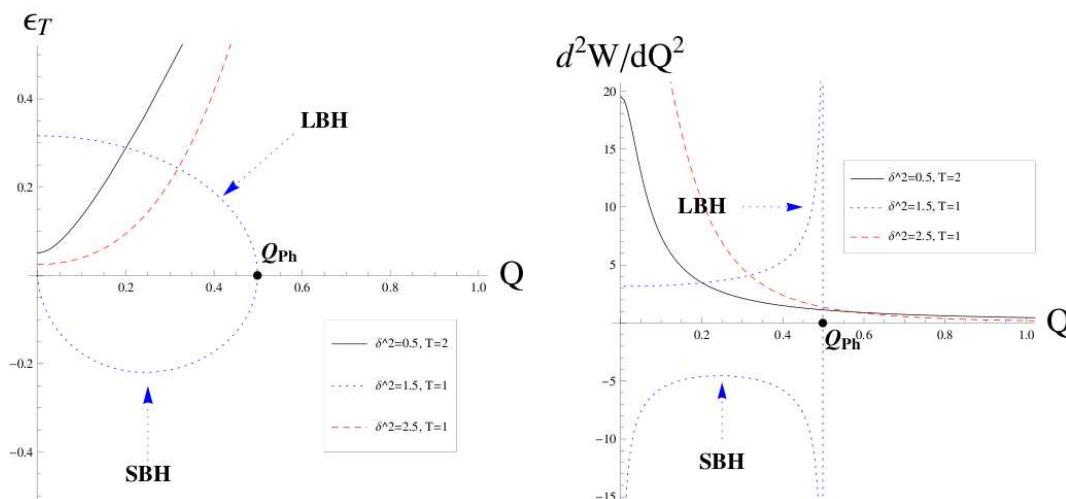 ϵ_T
0.4
0.2
-0.2
-0.4
0.2
0.4
0.6
0.8
1.0
Q
LBH
Q_Ph
SBH
δ^2=0.5, T=2
δ^2=1.5, T=1
δ^2=2.5, T=1
d²W/dQ²
20
15
10
5
-5
-10
-15
0.2
0.4
0.6
0.8
1.0
Q
LBH
Q_Ph
SBH
δ^2=0.5, T=2
δ^2=1.5, T=1
δ^2=2.5, T=1